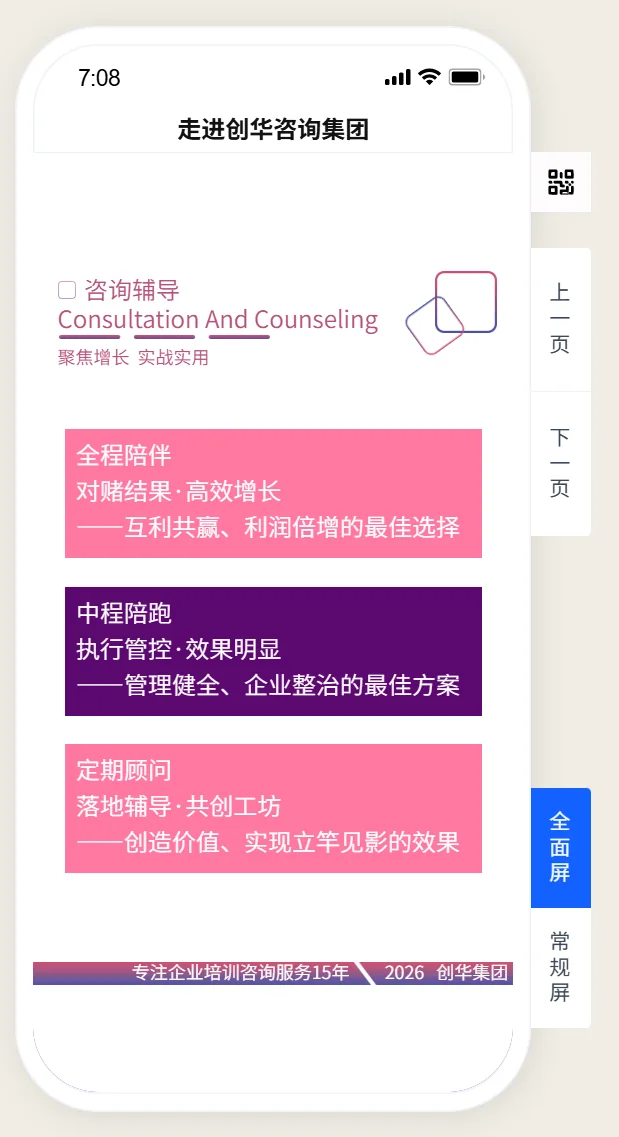 7:08
走进创华咨询集团
咨询辅导
Consultation And Counseling
聚焦增长 实战实用
全程陪伴
对赌结果·高效增长
——互利共赢、利润倍增的最佳选择
中程陪跑
执行管控·效果明显
——管理健全、企业整治的最佳方案
定期顾问
落地辅导·共创工坊
——创造价值、实现立竿见影的效果
专注企业培训咨询服务15年 2026 创华集团
上一页
下一页
全面屏
常规屏